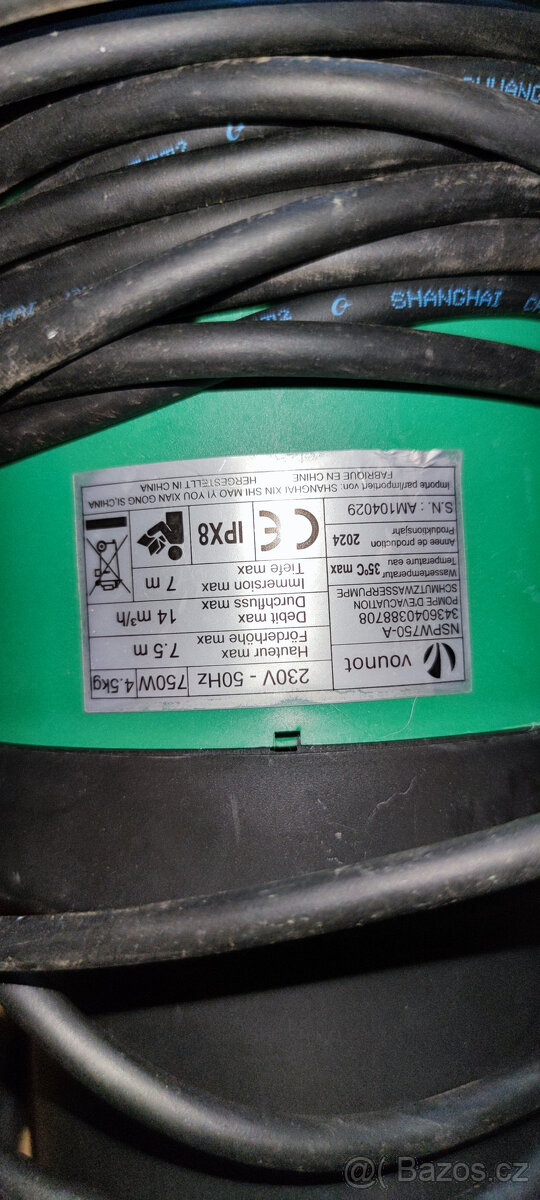 SHANGHAI
vounot
NSPW750-A
3436040388708
POMPE D'EVACUATION
SCHMUTZWASSERPUMPE
Wassertemperatur
Temperature eau
35°C max
Annee de production
Produktionsjahr
2024
S.N. : AM104029
230V - 50Hz
750W
4.5kg
Hauteur max
Förderhöhe max
7.5 m
Debit max
Durchfluss max
14 m³/h
Immersion max
Tiefe max
7 m
CE
IPX8
Importe par/Importiert von: SHANGHAI XIN SHI MAO YI YOU XIAN GONG SI,CHINA
FABRIQUE EN CHINE
HERGESTELLT IN CHINA
Bazos.cz